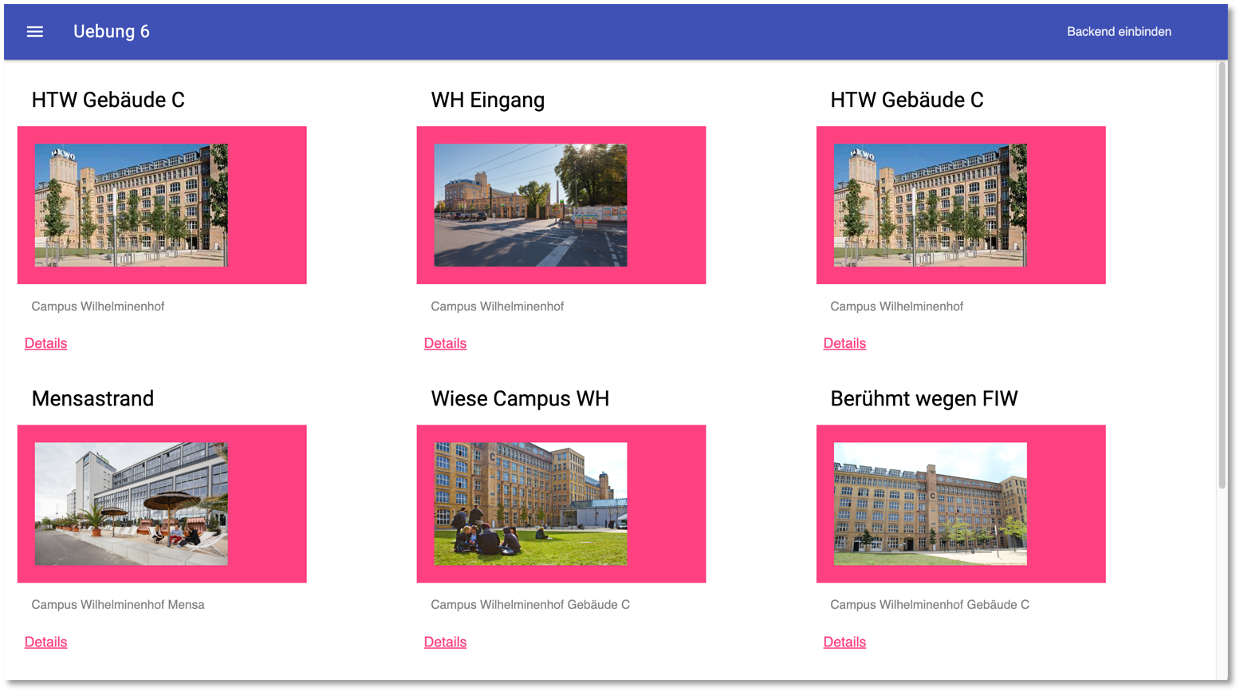 Uebung 6
Backend einbinden
HTW Gebäude C
WH Eingang
HTW Gebäude C
KWO
KWO
Campus Wilhelminenhof
Campus Wilhelminenhof
Campus Wilhelminenhof
Details
Details
Details
Mensastrand
Wiese Campus WH
Berühmt wegen FIW
C
C
Campus Wilhelminenhof Mensa
Campus Wilhelminenhof Gebäude C
Campus Wilhelminenhof Gebäude C
Details
Details
Details